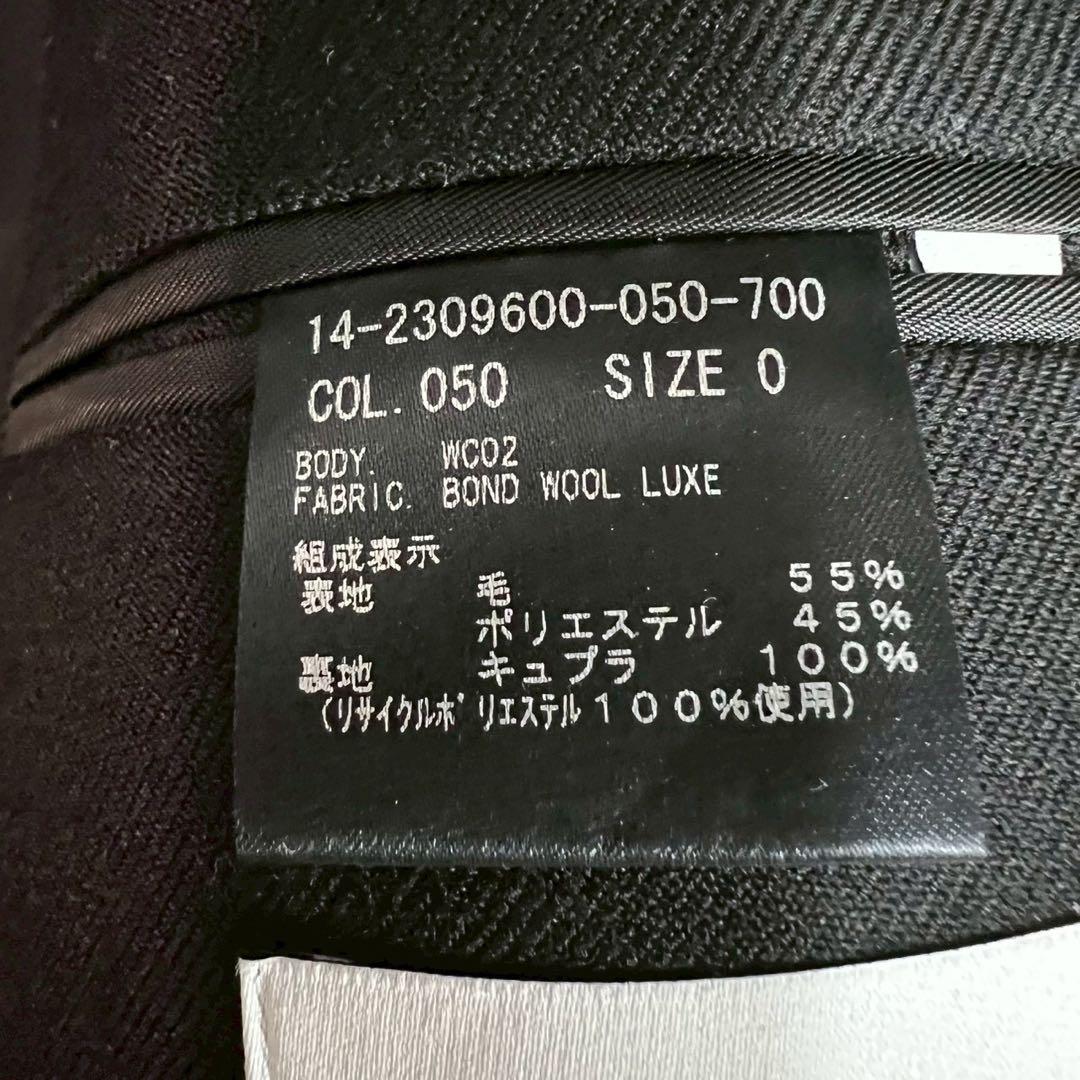 14-2309600-050-700
COL. 050 SIZE 0
BODY. WC02
FABRIC. BOND WOOL LUXE
組成表示
表地 毛 55%
ポリエステル 45%
裏地 キュプラ 100%
(リサイクルポリエステル100%使用)